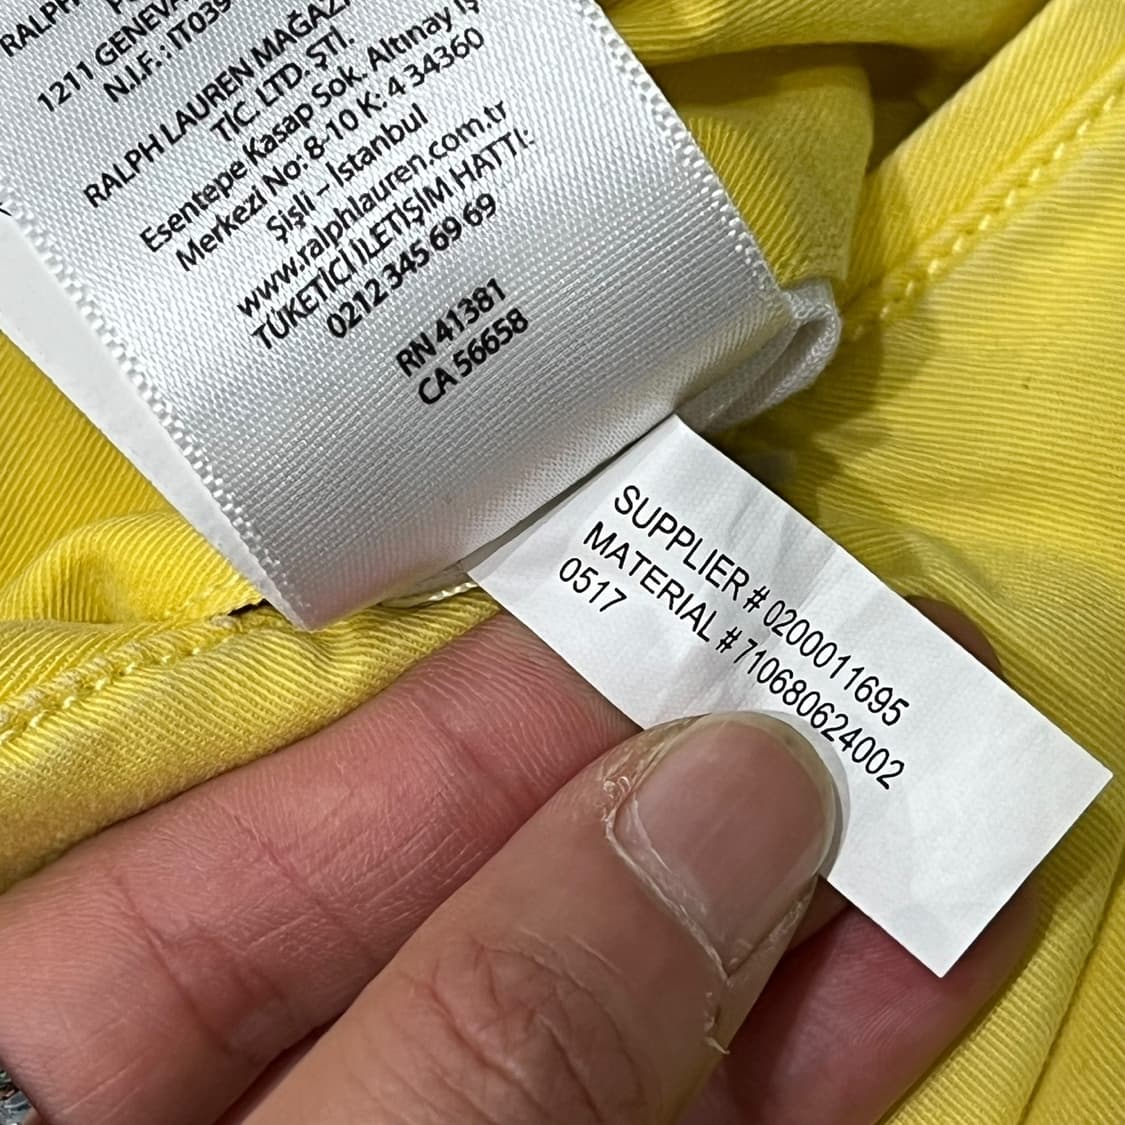 RALPH
1211 GENEVA
N.I.F.: IT039
RALPH LAUREN MAĞAZ
TİC. LTD. ŞTİ.
Esentepe Kasap Sok. Altınay İş
Merkezi No: 8-10 K: 4 34360
Şişli – İstanbul
www.ralphlauren.com.tr
TÜKETİCİ İLETİŞİM HATTI:
0212 345 69 69
RN 41381
CA 56658
SUPPLIER # 0200011695
MATERIAL # 710680624002
0517